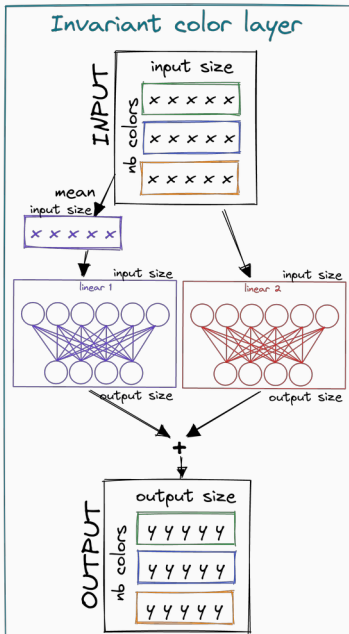 Invariant color layer
input size
INPUT
nb colors
x x x x x
x x x x x
x x x x x
mean
input size
x x x x x
input size
linear 1
input size
linear 2
output size
output size
+
output size
OUTPUT
nb colors
y y y y y
y y y y y
y y y y y